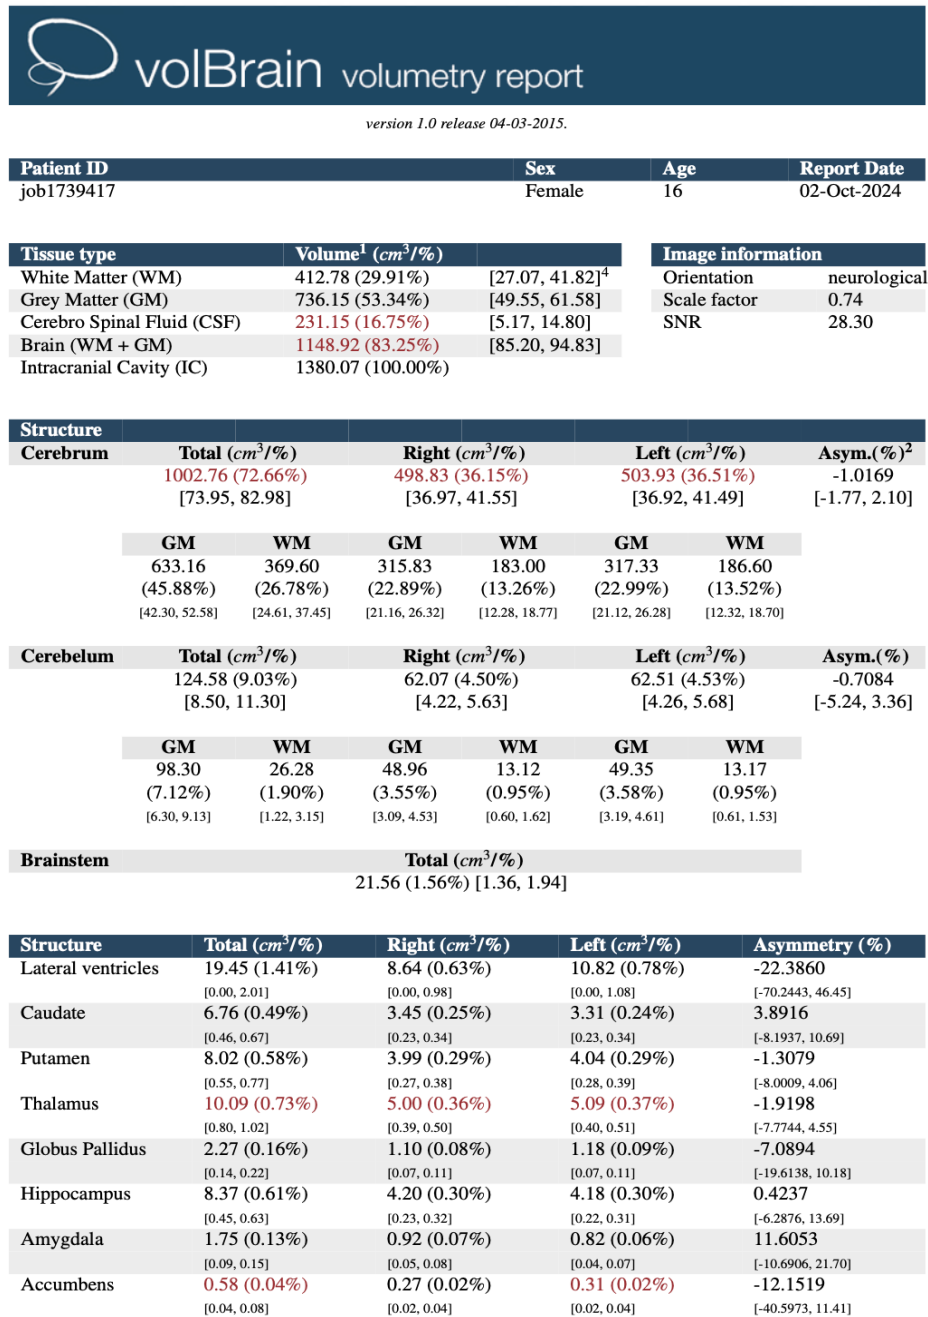 volBrain volumetry report
version 1.0 release 04-03-2015.
Patient ID Sex Age Report Date
job1739417 Female 16 02-Oct-2024
Tissue type Volume¹ (cm³/%) Image information
White Matter (WM) 412.78 (29.91%) [27.07, 41.82]⁴ Orientation neurological
Grey Matter (GM) 736.15 (53.34%) [49.55, 61.58] Scale factor 0.74
Cerebro Spinal Fluid (CSF) 231.15 (16.75%) [5.17, 14.80] SNR 28.30
Brain (WM + GM) 1148.92 (83.25%) [85.20, 94.83]
Intracranial Cavity (IC) 1380.07 (100.00%)
Structure
Cerebrum Total (cm³/%) Right (cm³/%) Left (cm³/%) Asym.(%)²
1002.76 (72.66%) 498.83 (36.15%) 503.93 (36.51%) -1.0169
[73.95, 82.98] [36.97, 41.55] [36.92, 41.49] [-1.77, 2.10]
GM WM GM WM GM WM
633.16 369.60 315.83 183.00 317.33 186.60
(45.88%) (26.78%) (22.89%) (13.26%) (22.99%) (13.52%)
[42.30, 52.58] [24.61, 37.45] [21.16, 26.32] [12.28, 18.77] [21.12, 26.28] [12.32, 18.70]
Cerebelum Total (cm³/%) Right (cm³/%) Left (cm³/%) Asym.(%)
124.58 (9.03%) 62.07 (4.50%) 62.51 (4.53%) -0.7084
[8.50, 11.30] [4.22, 5.63] [4.26, 5.68] [-5.24, 3.36]
GM WM GM WM GM WM
98.30 26.28 48.96 13.12 49.35 13.17
(7.12%) (1.90%) (3.55%) (0.95%) (3.58%) (0.95%)
[6.30, 9.13] [1.22, 3.15] [3.09, 4.53] [0.60, 1.62] [3.19, 4.61] [0.61, 1.53]
Brainstem Total (cm³/%)
21.56 (1.56%) [1.36, 1.94]
Structure Total (cm³/%) Right (cm³/%) Left (cm³/%) Asymmetry (%)
Lateral ventricles 19.45 (1.41%) 8.64 (0.63%) 10.82 (0.78%) -22.3860
[0.00, 2.01] [0.00, 0.98] [0.00, 1.08] [-70.2443, 46.45]
Caudate 6.76 (0.49%) 3.45 (0.25%) 3.31 (0.24%) 3.8916
[0.46, 0.67] [0.23, 0.34] [0.23, 0.34] [-8.1937, 10.69]
Putamen 8.02 (0.58%) 3.99 (0.29%) 4.04 (0.29%) -1.3079
[0.55, 0.77] [0.27, 0.38] [0.28, 0.39] [-8.0009, 4.06]
Thalamus 10.09 (0.73%) 5.00 (0.36%) 5.09 (0.37%) -1.9198
[0.80, 1.02] [0.39, 0.50] [0.40, 0.51] [-7.7744, 4.55]
Globus Pallidus 2.27 (0.16%) 1.10 (0.08%) 1.18 (0.09%) -7.0894
[0.14, 0.22] [0.07, 0.11] [0.07, 0.11] [-19.6138, 10.18]
Hippocampus 8.37 (0.61%) 4.20 (0.30%) 4.18 (0.30%) 0.4237
[0.45, 0.63] [0.23, 0.32] [0.22, 0.31] [-6.2876, 13.69]
Amygdala 1.75 (0.13%) 0.92 (0.07%) 0.82 (0.06%) 11.6053
[0.09, 0.15] [0.05, 0.08] [0.04, 0.07] [-10.6906, 21.70]
Accumbens 0.58 (0.04%) 0.27 (0.02%) 0.31 (0.02%) -12.1519
[0.04, 0.08] [0.02, 0.04] [0.02, 0.04] [-40.5973, 11.41]